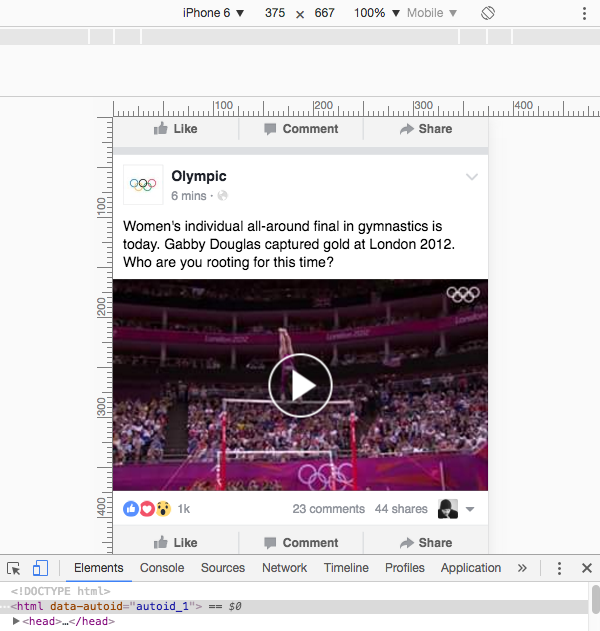 iPhone 6 ▼ 375 × 667 100% ▼ Mobile ▼
100 200 300 400
Like Comment Share
Olympic
6 mins ·
100
Women's individual all-around final in gymnastics is
today. Gabby Douglas captured gold at London 2012.
Who are you rooting for this time?
200
London 2012
300
400
1k 23 comments 44 shares
Like Comment Share
Elements Console Sources Network Timeline Profiles Application »
<!DOCTYPE html>
…<html data-autoid="autoid_1"> == $0
▶<head>…</head>